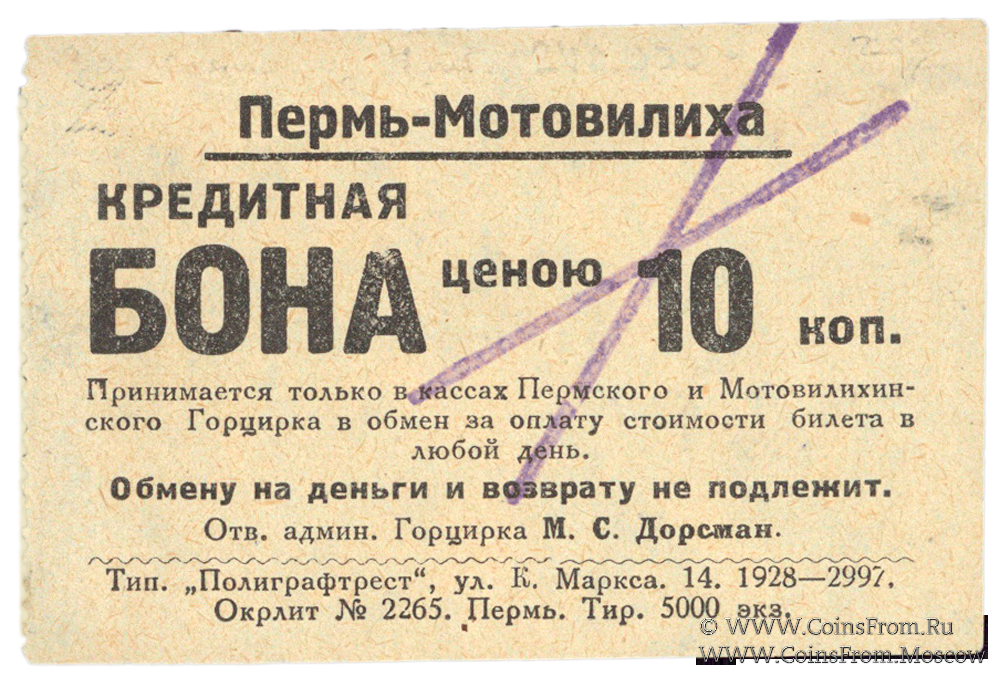 Пермь-Мотовилиха
КРЕДИТНАЯ
БОНА ценою 10 коп.
Принимается только в кассах Пермского и Мотовилихин-
ского Горцирка в обмен за оплату стоимости билета в
любой день.
Обмену на деньги и возврату не подлежит.
Отв. админ. Горцирка М. С. Дорсман.
Тип. „Полиграфтрест“, ул. К. Маркса. 14. 1928—2997.
Окрлит № 2265. Пермь. Тир. 5000 экз.
© WWW.CoinsFrom.Ru
WWW.CoinsFrom.Moscow